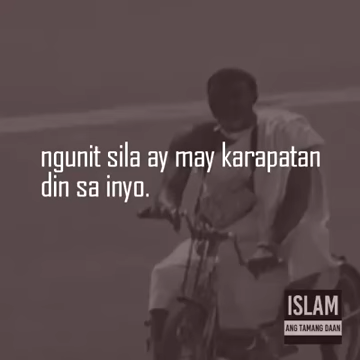 ngunit sila ay may karapatan
din sa inyo.
ISLAM
ANG TAMANG DAAN